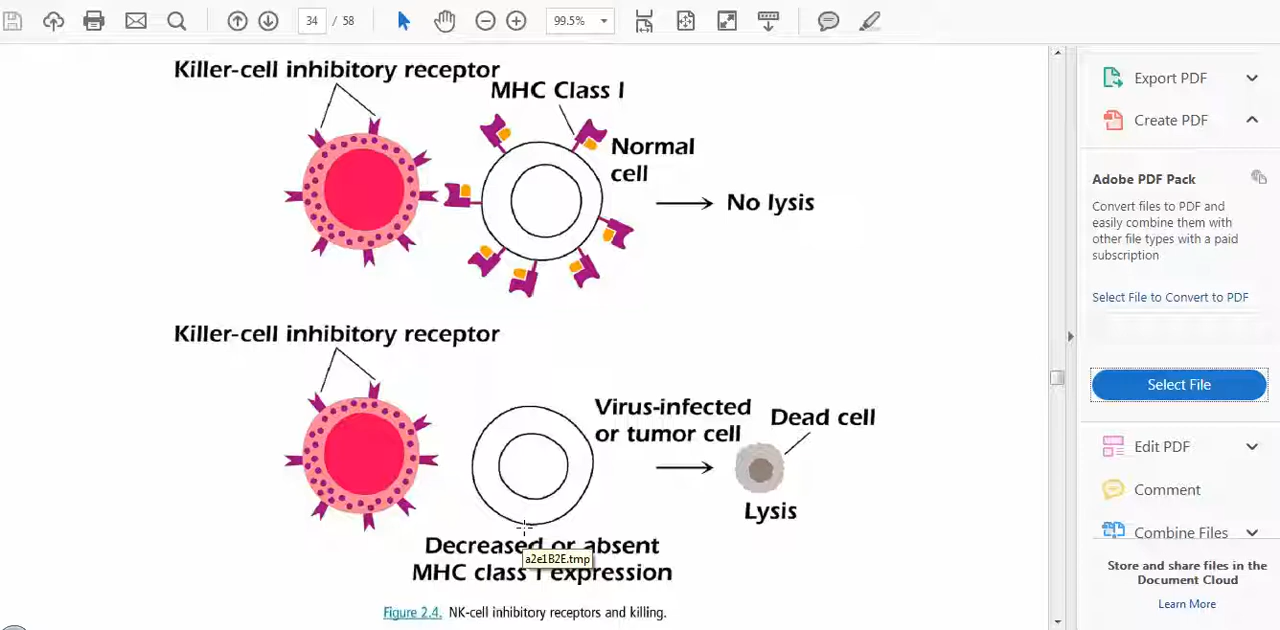 34 / 58
99.5%
Killer-cell inhibitory receptor
MHC Class I
Normal
cell
No lysis
Killer-cell inhibitory receptor
Virus-infected
or tumor cell
Dead cell
Lysis
Decreased or absent
MHC class I expression
a2e1B2E.tmp
Figure 2.4. NK-cell inhibitory receptors and killing.
Export PDF
Create PDF
Adobe PDF Pack
Convert files to PDF and
easily combine them with
other file types with a paid
subscription
Select File to Convert to PDF
Select File
Edit PDF
Comment
Combine Files
Store and share files in the
Document Cloud
Learn More